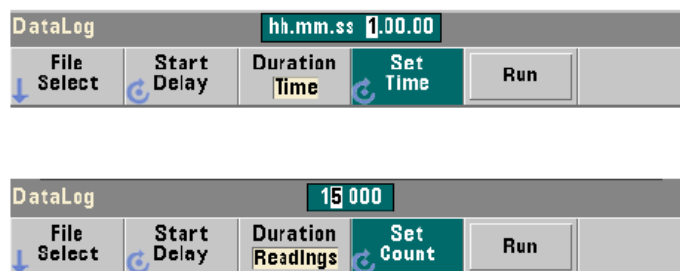 DataLog hh.mm.ss 1.00.00
File Select Start Delay Duration Time Set Time Run
DataLog 15 000
File Select Start Delay Duration Readings Set Count Run